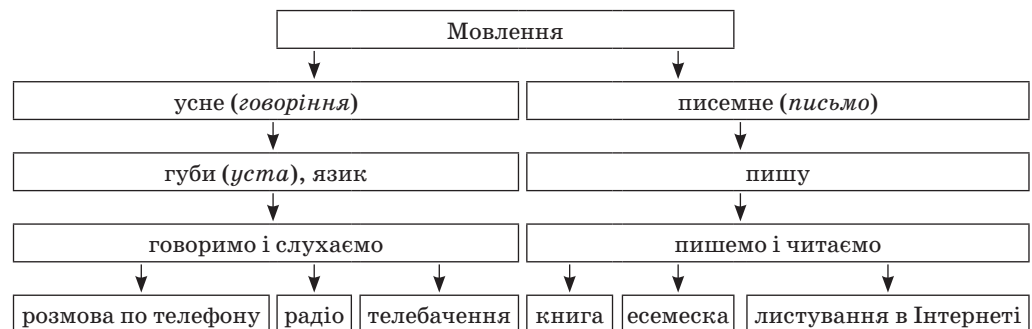 Мовлення
усне (говоріння) писемне (письмо)
губи (уста), язик пишу
говоримо і слухаємо пишемо і читаємо
розмова по телефону радіо телебачення книга есемеска листування в Інтернеті